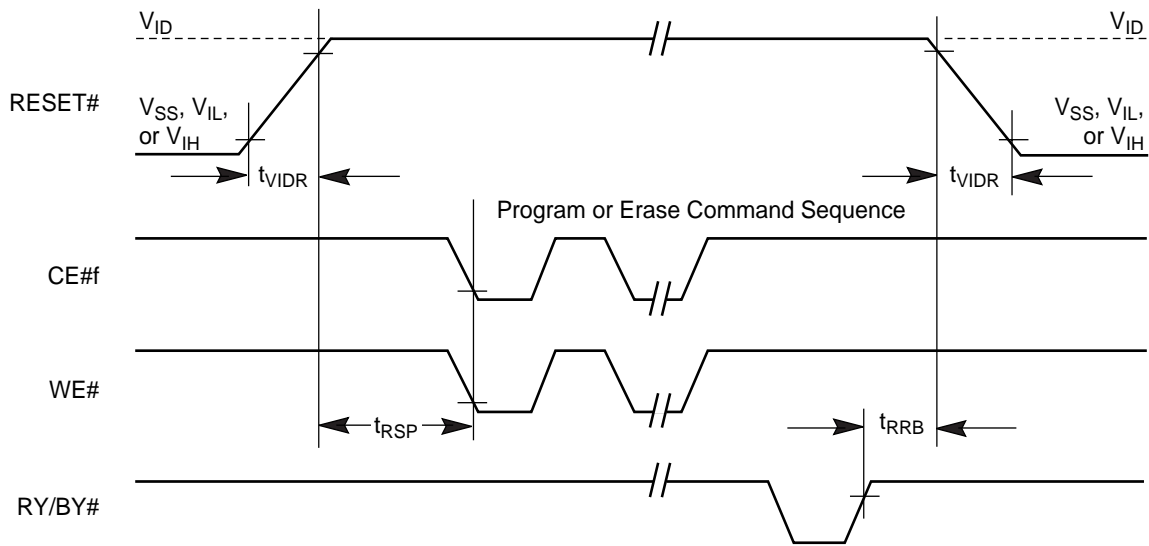 V_ID
V_ID
RESET#
V_SS, V_IL,
or V_IH
V_SS, V_IL,
or V_IH
t_VIDR
t_VIDR
Program or Erase Command Sequence
CE#f
WE#
t_RSP
t_RRB
RY/BY#